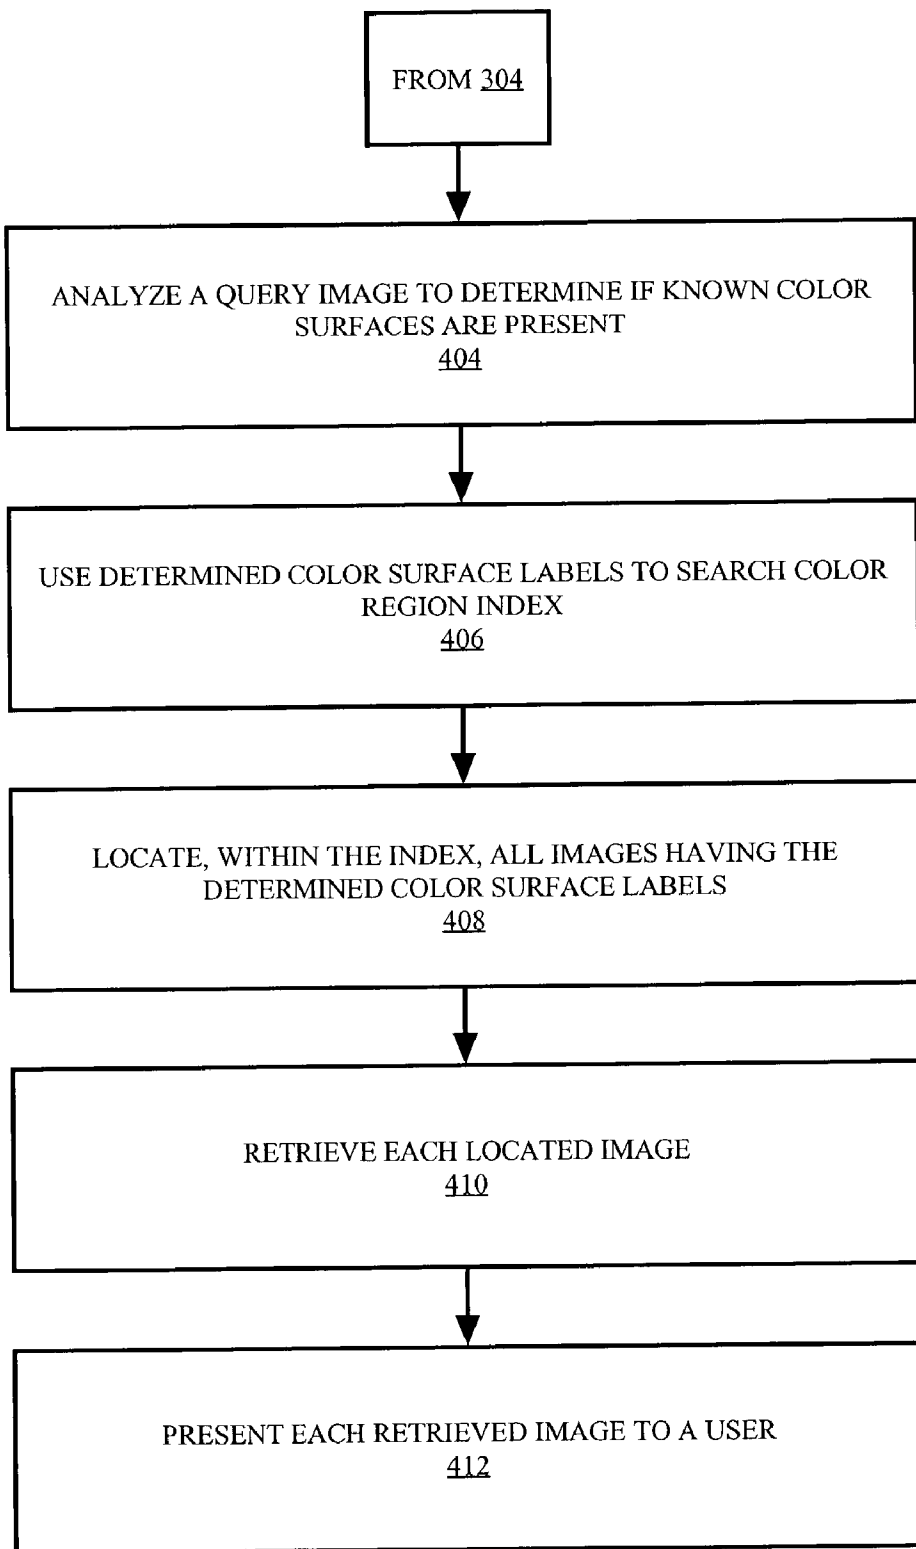 FROM 304
ANALYZE A QUERY IMAGE TO DETERMINE IF KNOWN COLOR
SURFACES ARE PRESENT
404
USE DETERMINED COLOR SURFACE LABELS TO SEARCH COLOR
REGION INDEX
406
LOCATE, WITHIN THE INDEX, ALL IMAGES HAVING THE
DETERMINED COLOR SURFACE LABELS
408
RETRIEVE EACH LOCATED IMAGE
410
PRESENT EACH RETRIEVED IMAGE TO A USER
412